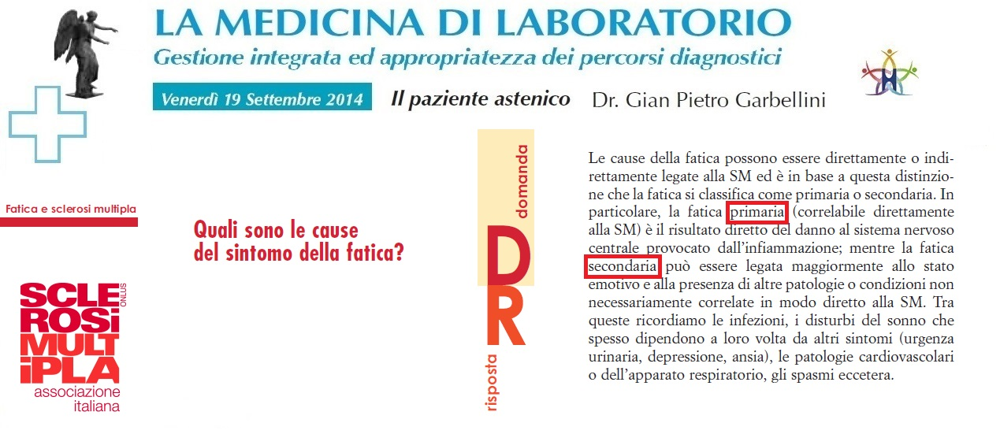 LA MEDICINA DI LABORATORIO
Gestione integrata ed appropriatezza dei percorsi diagnostici
Venerdì 19 Settembre 2014 Il paziente astenico Dr. Gian Pietro Garbellini
H
Fatica e sclerosi multipla
Quali sono le cause
del sintomo della fatica?
SCLE
ROSi
MULT
iPLA
ONLUS
associazione
italiana
domanda
D
R
risposta
Le cause della fatica possono essere direttamente o indi-
rettamente legate alla SM ed è in base a questa distinzio-
ne che la fatica si classifica come primaria o secondaria. In
particolare, la fatica primaria (correlabile direttamente
alla SM) è il risultato diretto del danno al sistema nervoso
centrale provocato dall'infiammazione; mentre la fatica
secondaria può essere legata maggiormente allo stato
emotivo e alla presenza di altre patologie o condizioni non
necessariamente correlate in modo diretto alla SM. Tra
queste ricordiamo le infezioni, i disturbi del sonno che
spesso dipendono a loro volta da altri sintomi (urgenza
urinaria, depressione, ansia), le patologie cardiovascolari
o dell'apparato respiratorio, gli spasmi eccetera.